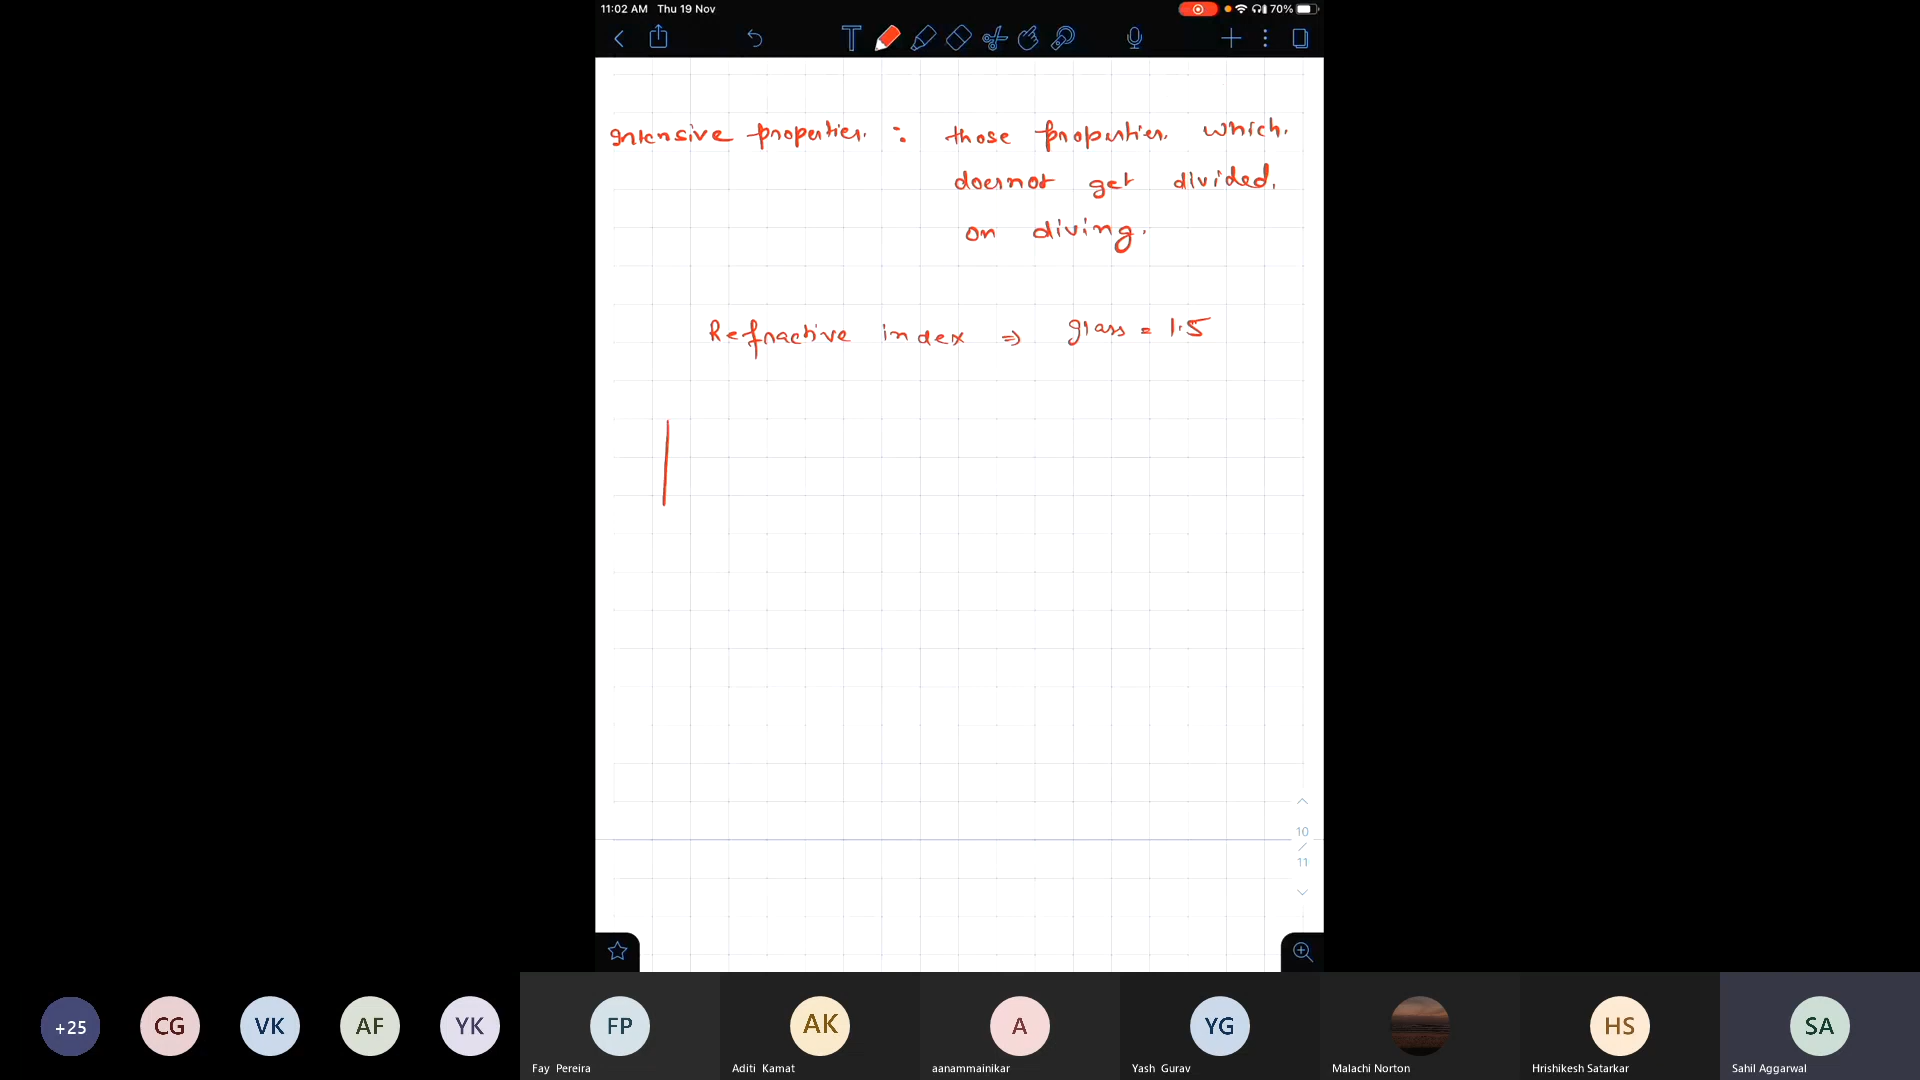 11:02 AM Thu 19 Nov
70%
Intensive properties : those properties which
doesnot get divided
on diving.
Refractive index ⇒ glass = 1.5
10
/
11
+25
CG
VK
AF
YK
FP
AK
A
YG
HS
SA
Fay Pereira
Aditi Kamat
aanammainikar
Yash Gurav
Malachi Norton
Hrishikesh Satarkar
Sahil Aggarwal